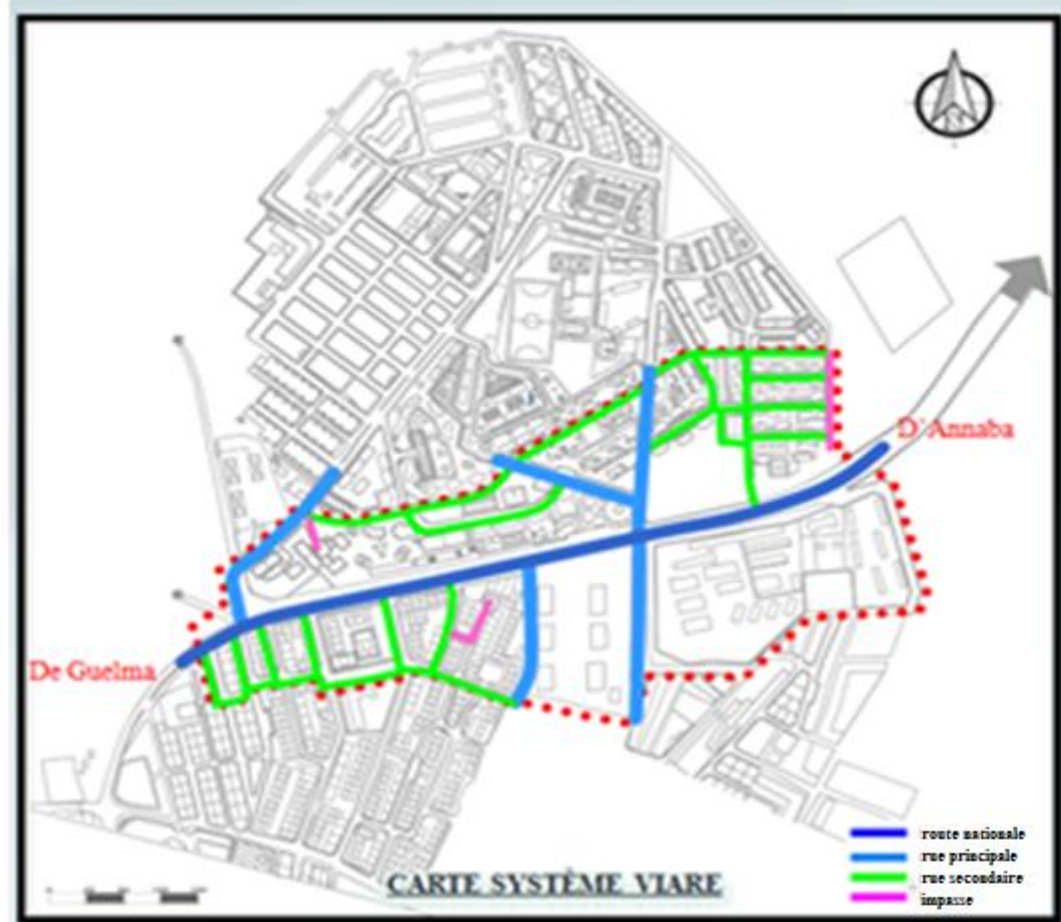 D'Annaba
De Guelma
route nationale
rue principale
rue secondaire
impasse
CARTE SYSTÈME VIARE